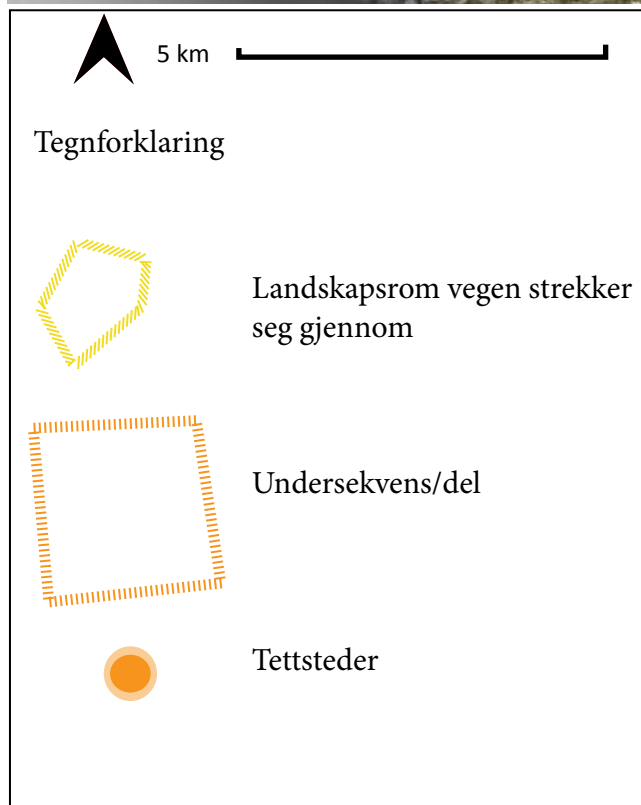 5 km
Tegnforklaring
Landskapsrom vegen strekker
seg gjennom
Undersekvens/del
Tettsteder